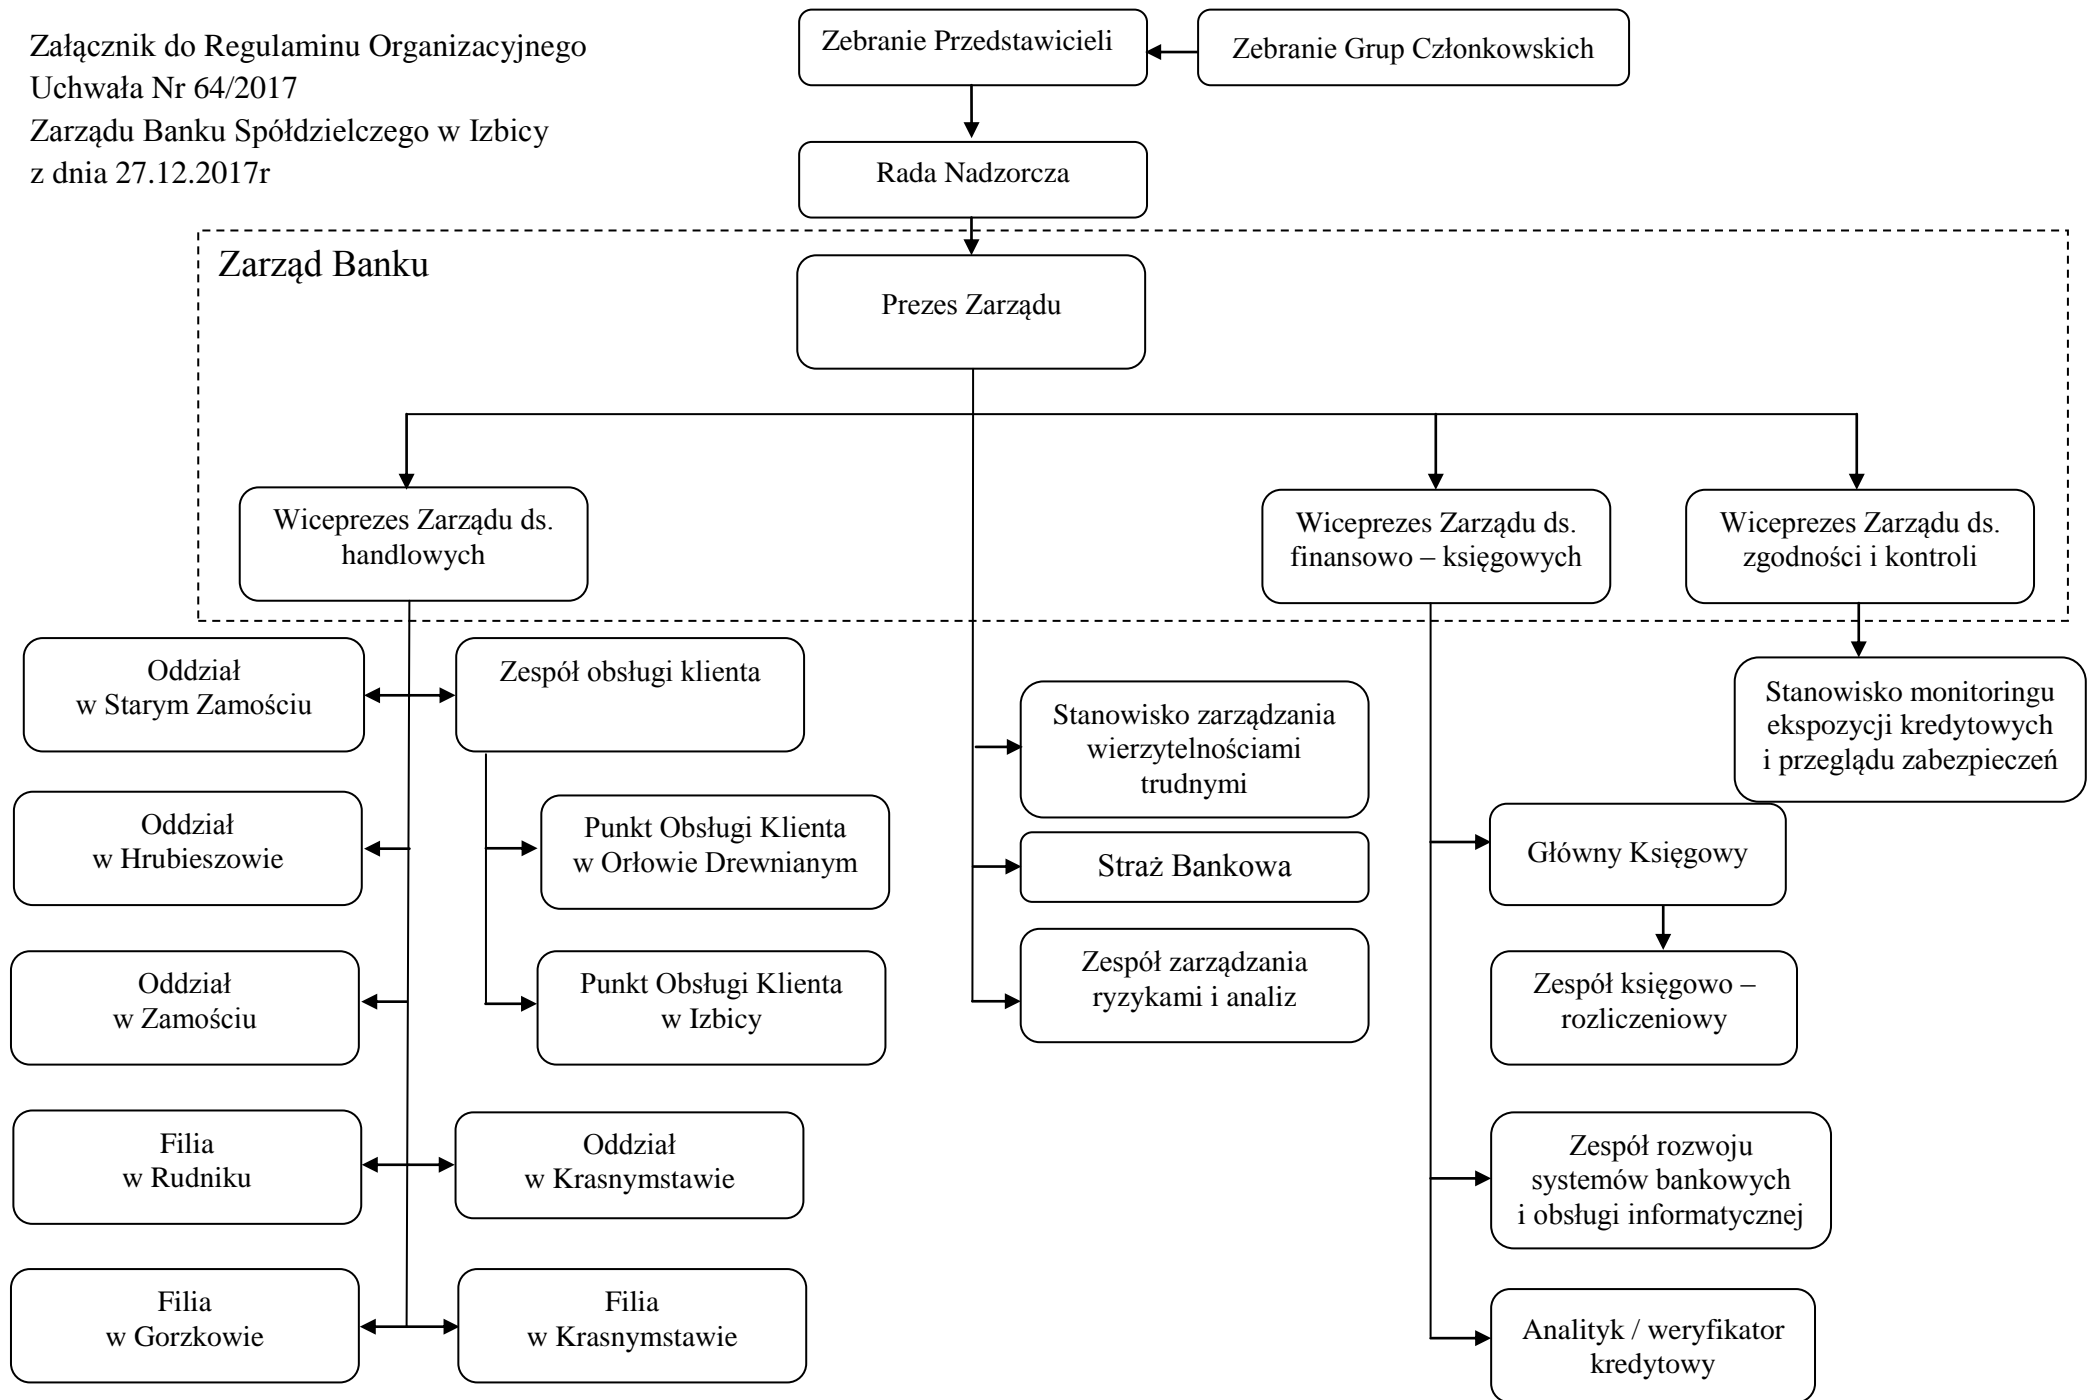 Załącznik do Regulaminu Organizacyjnego
Uchwała Nr 64/2017
Zarządu Banku Spółdzielczego w Izbicy
z dnia 27.12.2017r
Zebranie Przedstawicieli
Zebranie Grup Członkowskich
Rada Nadzorcza
Zarząd Banku
Prezes Zarządu
Wiceprezes Zarządu ds.
handlowych
Wiceprezes Zarządu ds.
finansowo – księgowych
Wiceprezes Zarządu ds.
zgodności i kontroli
Oddział
w Starym Zamościu
Zespół obsługi klienta
Stanowisko zarządzania
wierzytelnościami
trudnymi
Stanowisko monitoringu
ekspozycji kredytowych
i przeglądu zabezpieczeń
Oddział
w Hrubieszowie
Punkt Obsługi Klienta
w Orłowie Drewnianym
Straż Bankowa
Główny Księgowy
Oddział
w Zamościu
Punkt Obsługi Klienta
w Izbicy
Zespół zarządzania
ryzykami i analiz
Zespół księgowo –
rozliczeniowy
Filia
w Rudniku
Oddział
w Krasnymstawie
Zespół rozwoju
systemów bankowych
i obsługi informatycznej
Filia
w Gorzkowie
Filia
w Krasnymstawie
Analityk / weryfikator
kredytowy